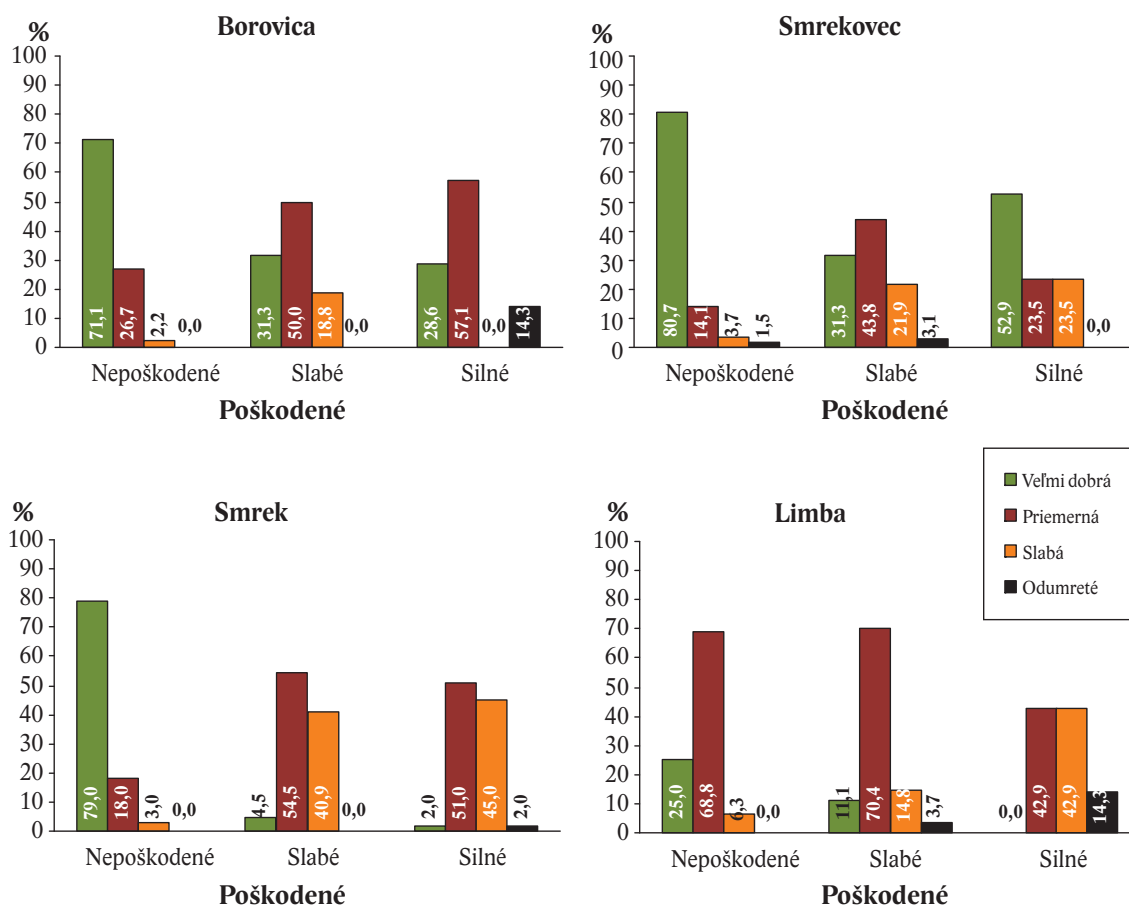 Borovica
%
100
90
80
70
60
50
40
30
20
10
0
71,1 26,7 2,2 0,0
31,3 50,0 18,8 0,0
28,6 57,1 0,0 14,3
Nepoškodené Slabé Silné
Poškodené
Smrekovec
%
100
90
80
70
60
50
40
30
20
10
0
80,7 14,1 3,7 1,5
31,3 43,8 21,9 3,1
52,9 23,5 23,5 0,0
Nepoškodené Slabé Silné
Poškodené
Veľmi dobrá
Priemerná
Slabá
Odumreté
Smrek
%
100
90
80
70
60
50
40
30
20
10
0
79,0 18,0 3,0 0,0
4,5 54,5 40,9 0,0
2,0 51,0 45,0 2,0
Nepoškodené Slabé Silné
Poškodené
Limba
%
100
90
80
70
60
50
40
30
20
10
0
25,0 68,8 6,3 0,0
11,1 70,4 14,8 3,7
0,0 42,9 42,9 14,3
Nepoškodené Slabé Silné
Poškodené